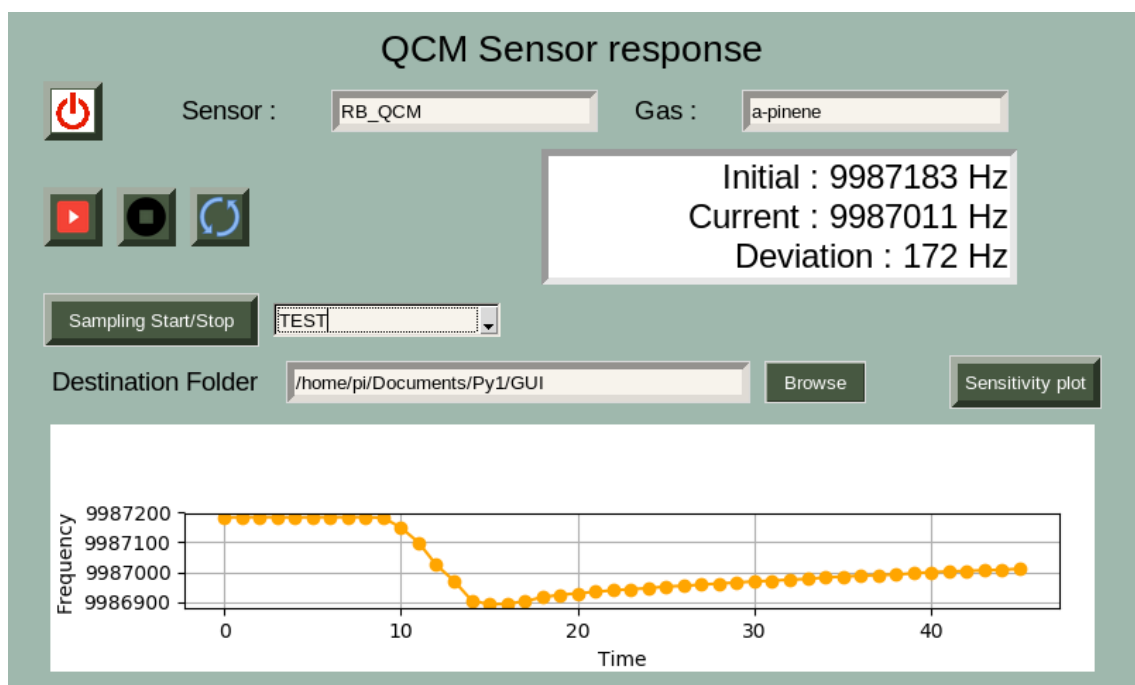 QCM Sensor response
Sensor : RB_QCM Gas : a-pinene
Initial : 9987183 Hz
Current : 9987011 Hz
Deviation : 172 Hz
Sampling Start/Stop TEST
Destination Folder /home/pi/Documents/Py1/GUI Browse Sensitivity plot
Frequency
9987200
9987100
9987000
9986900
0 10 20 30 40
Time